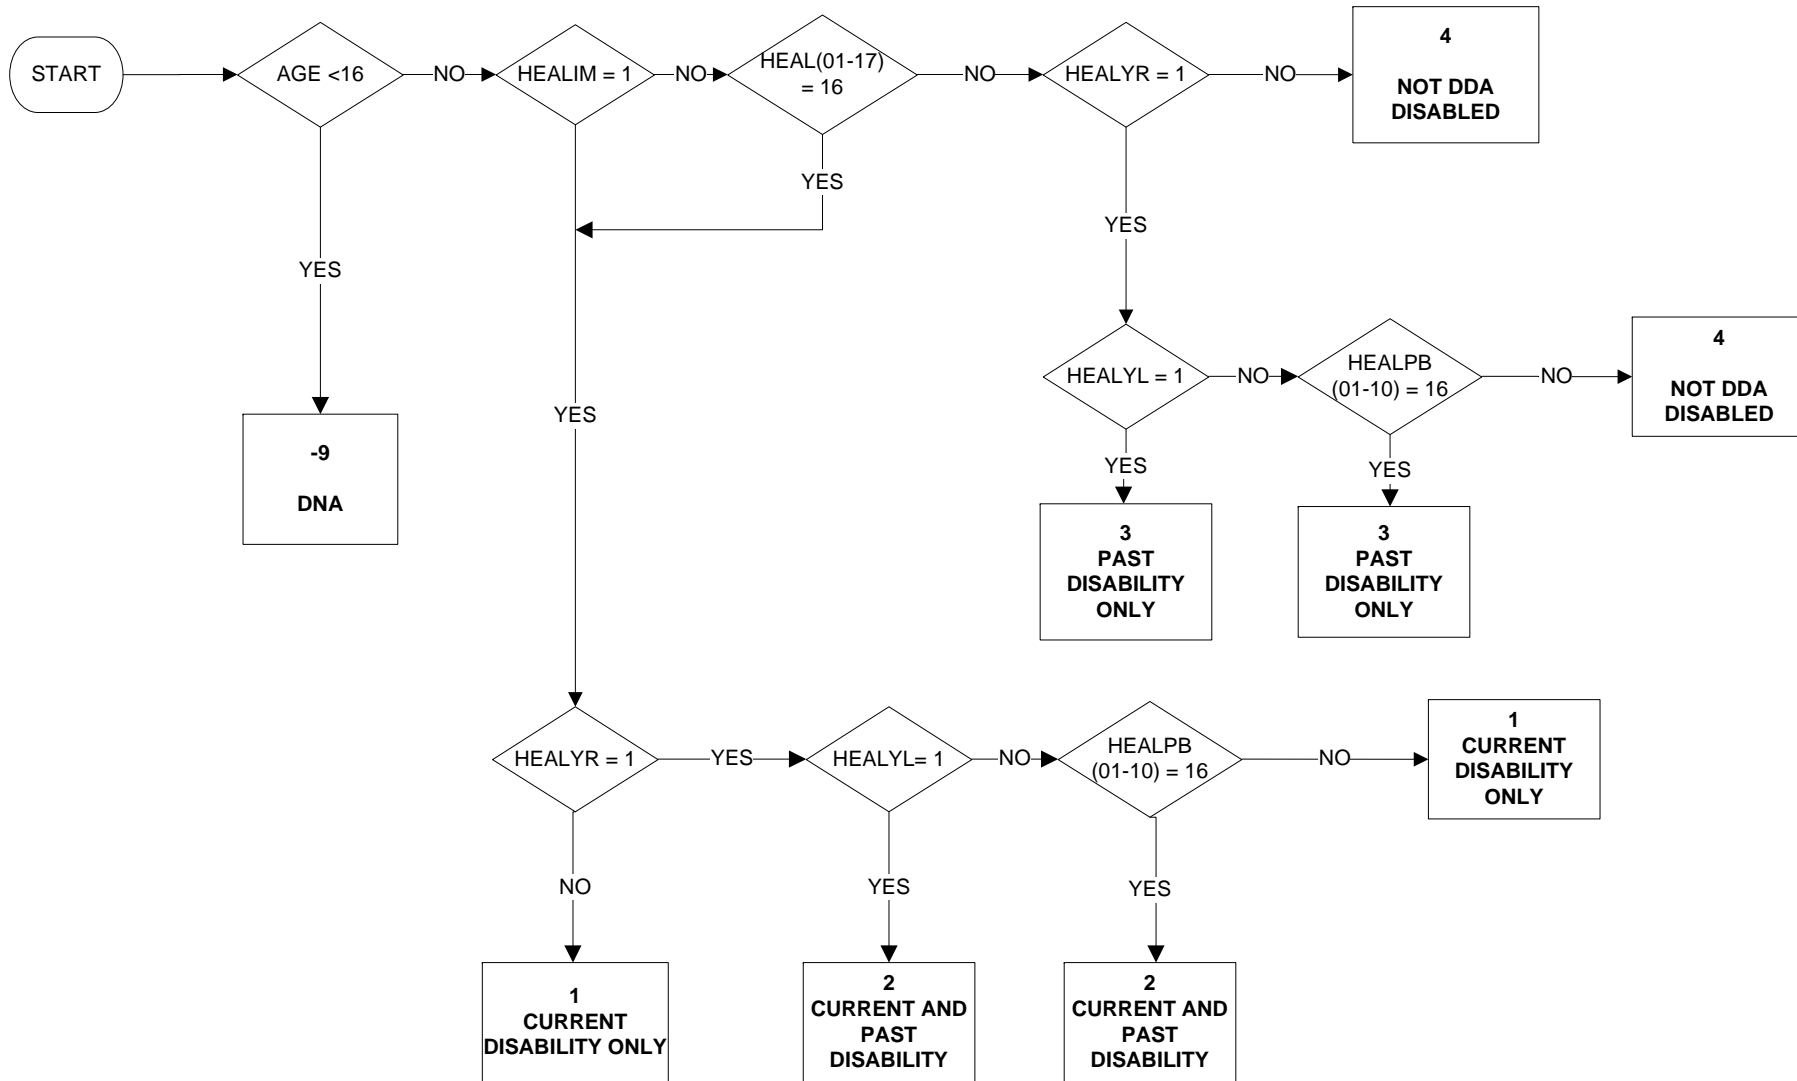 START
AGE <16
NO
HEALIM = 1
NO
HEAL(01-17)
= 16
NO
HEALYR = 1
NO
4
NOT DDA
DISABLED
YES
YES
YES
YES
HEALYL = 1
NO
HEALPB
(01-10) = 16
NO
4
NOT DDA
DISABLED
YES
-9
DNA
YES
YES
3
PAST
DISABILITY
ONLY
3
PAST
DISABILITY
ONLY
HEALYR = 1
YES
HEALYL= 1
NO
HEALPB
(01-10) = 16
NO
1
CURRENT
DISABILITY
ONLY
NO
YES
YES
1
CURRENT
DISABILITY ONLY
2
CURRENT AND
PAST
DISABILITY
2
CURRENT AND
PAST
DISABILITY